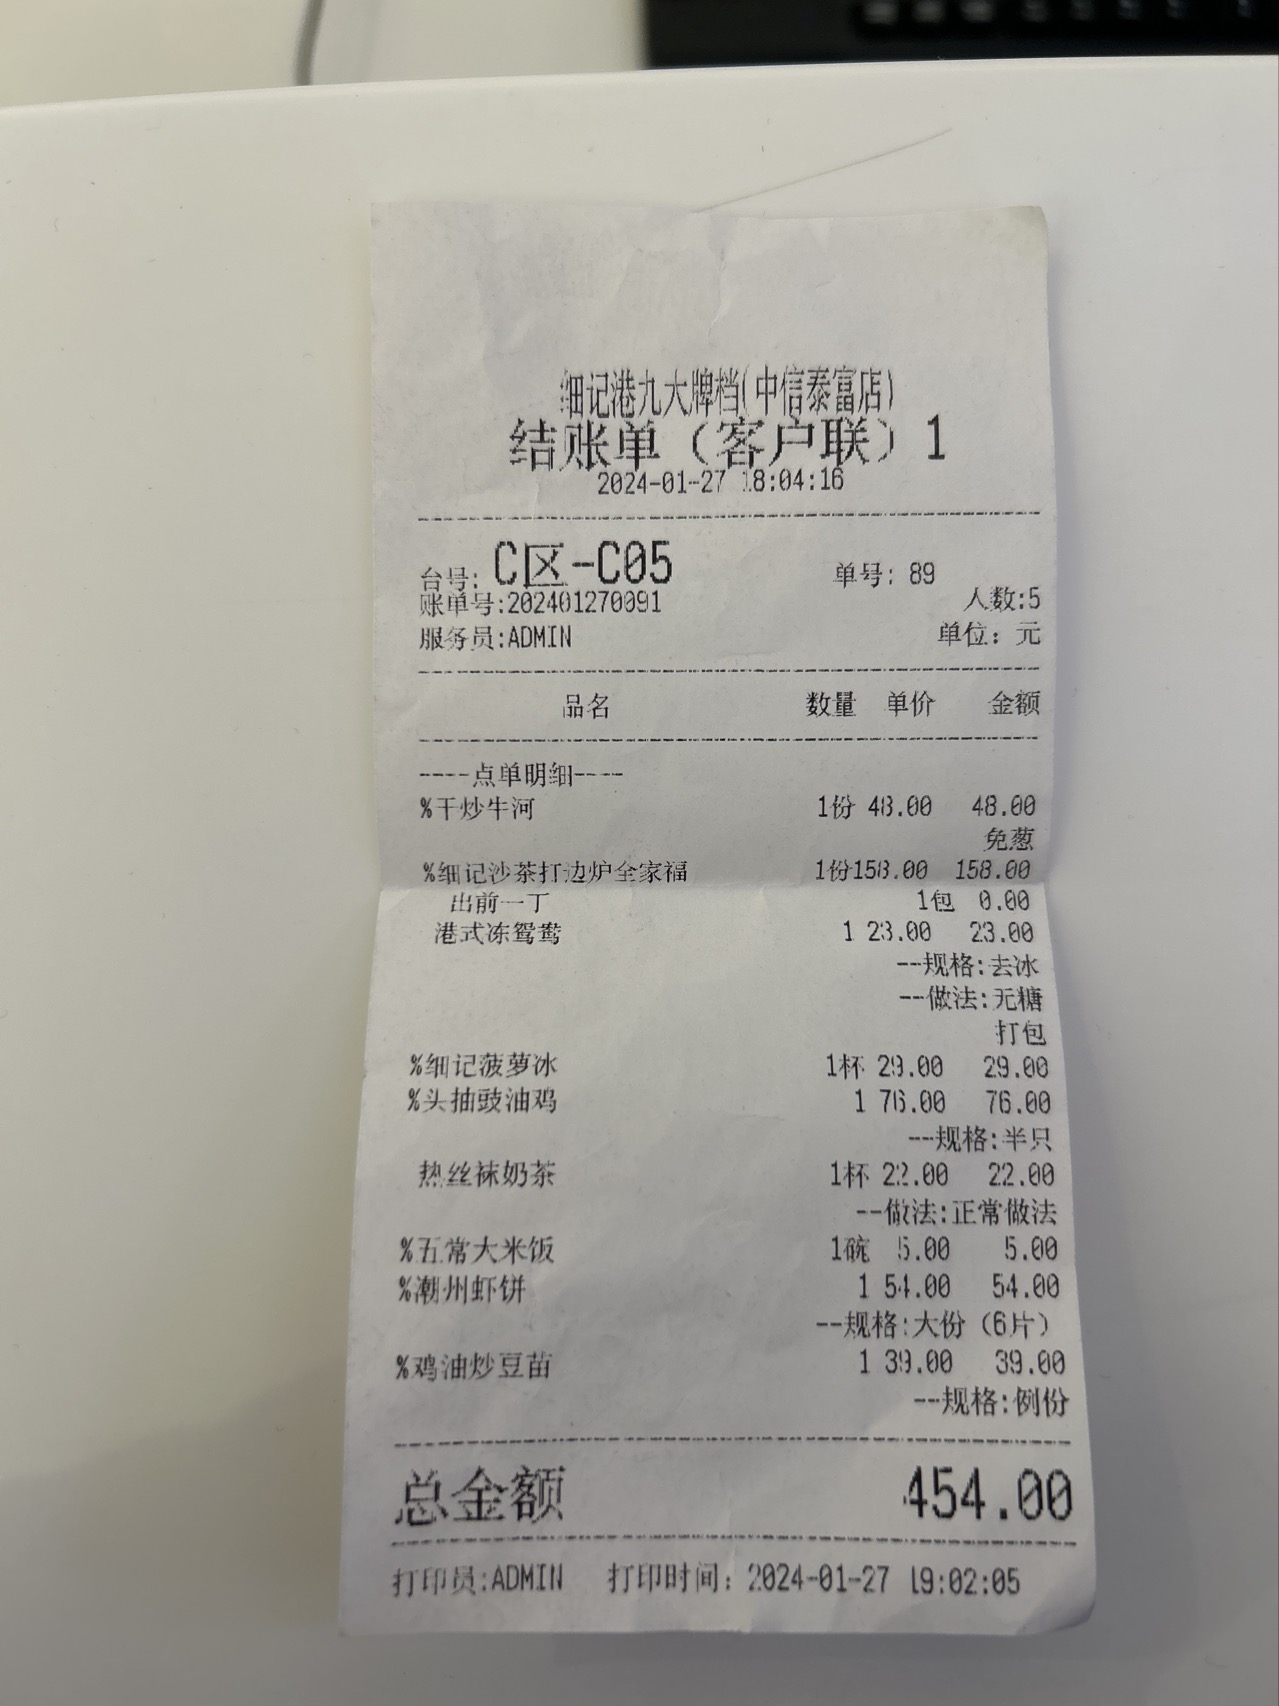 细记港九大牌档(中信泰富店)
结账单（客户联）1
2024-01-27 18:04:16
台号: C区-C05 单号: 89
账单号:202401270091 人数:5
服务员:ADMIN 单位：元
品名 数量 单价 金额
----点单明细----
%干炒牛河 1份 48.00 48.00
免葱
%细记沙茶打边炉全家福 1份158.00 158.00
出前一丁 1包 0.00
港式冻鸳鸯 1 23.00 23.00
--规格:去冰
--做法:无糖
打包
%细记菠萝冰 1杯 29.00 29.00
%头抽豉油鸡 1 76.00 76.00
--规格:半只
热丝袜奶茶 1杯 22.00 22.00
--做法:正常做法
%五常大米饭 1碗 5.00 5.00
%潮州虾饼 1 54.00 54.00
--规格:大份（6片）
%鸡油炒豆苗 1 39.00 39.00
--规格:例份
总金额 454.00
打印员:ADMIN 打印时间：2024-01-27 19:02:05